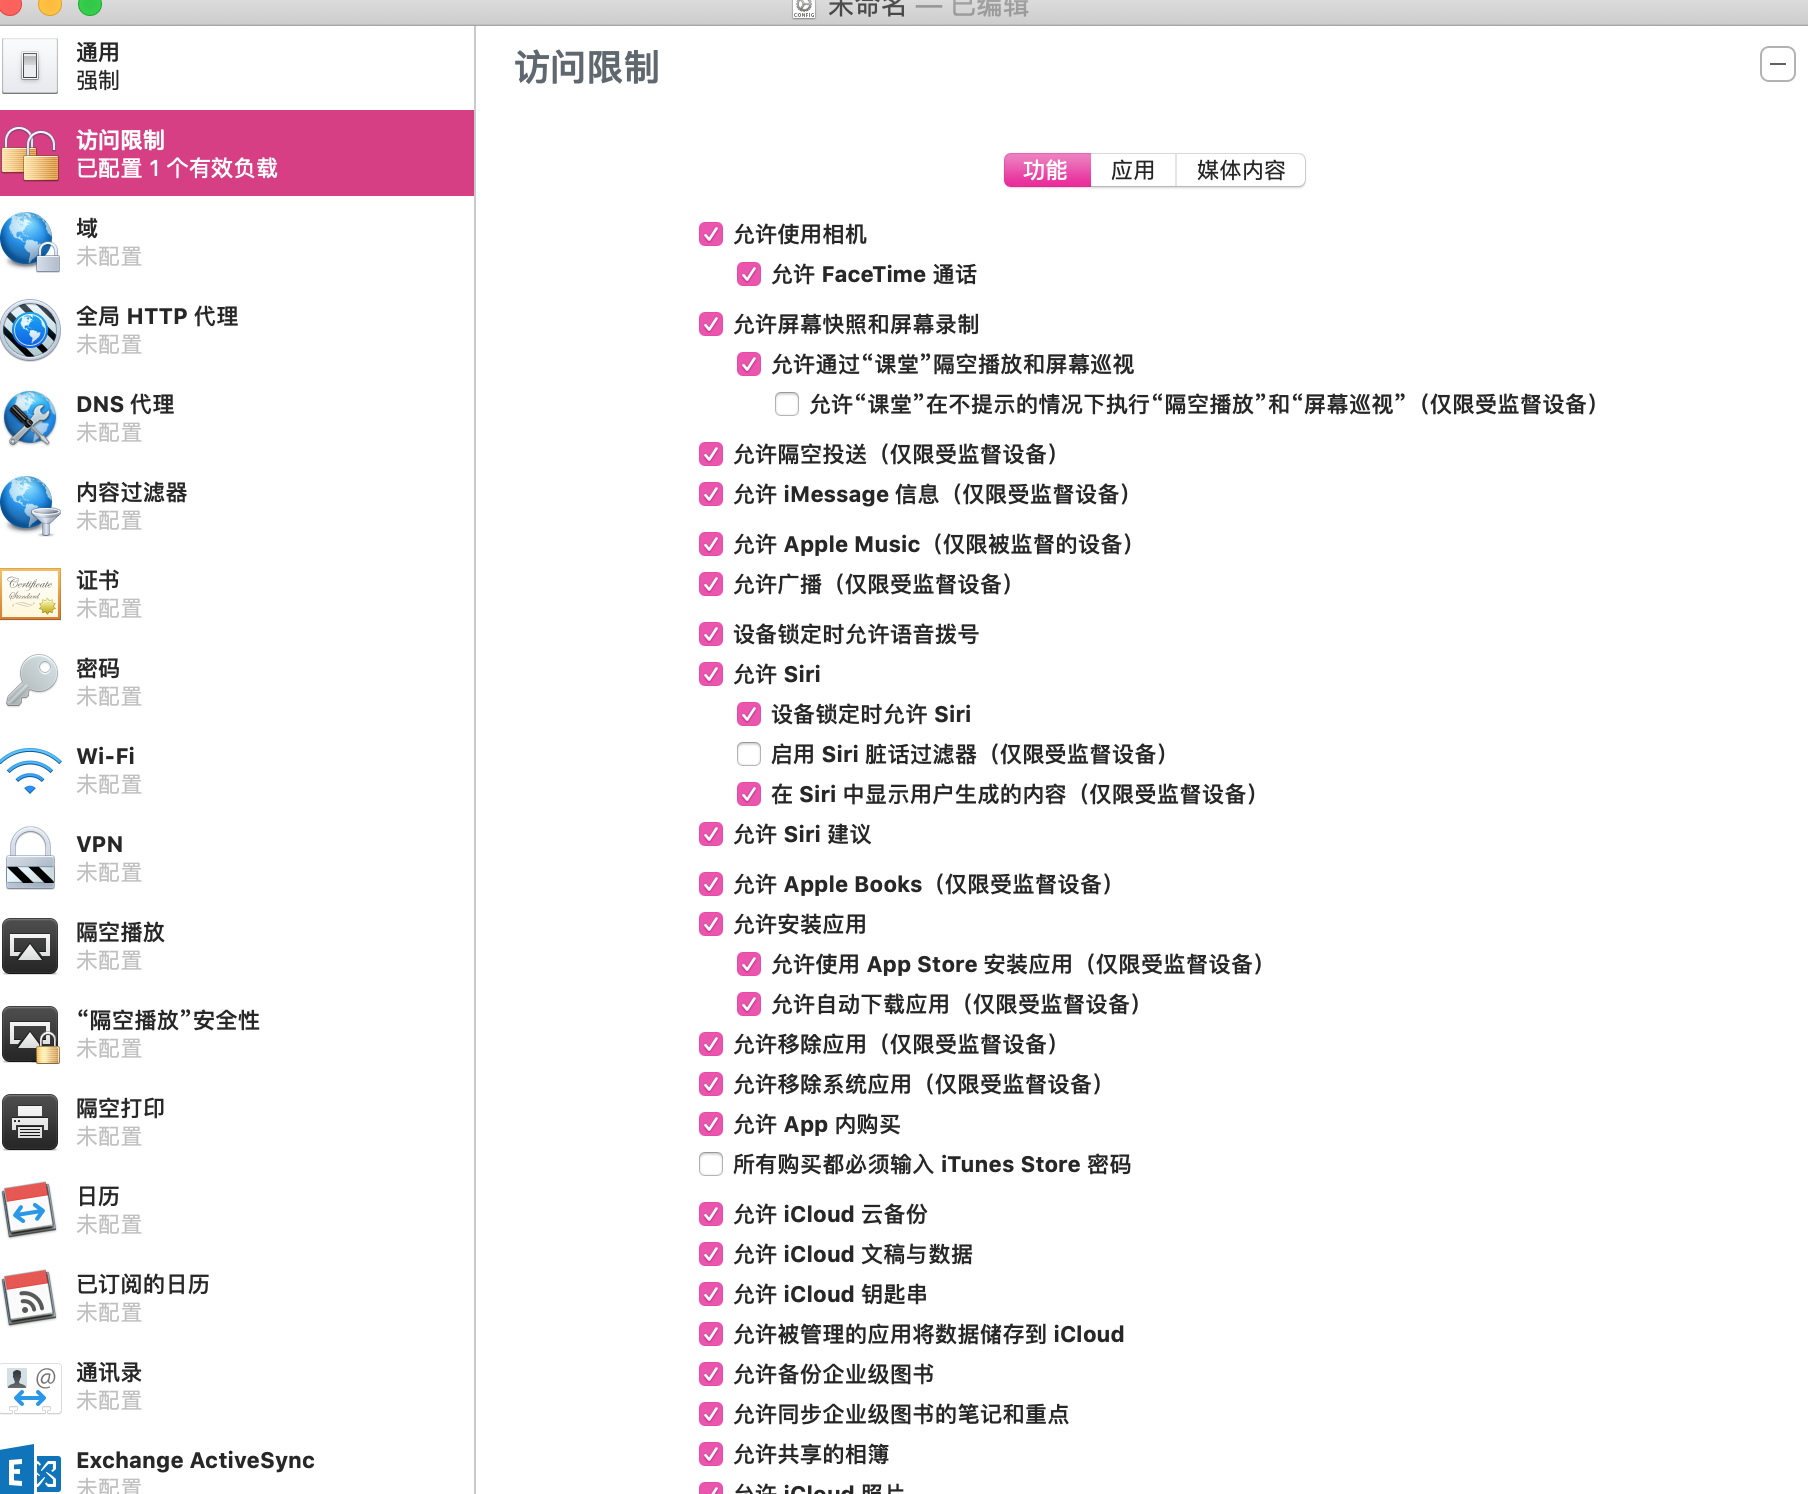 未命名 — 已编辑
通用
强制
访问限制
已配置 1 个有效负载
域
未配置
全局 HTTP 代理
未配置
DNS 代理
未配置
内容过滤器
未配置
证书
未配置
密码
未配置
Wi-Fi
未配置
VPN
未配置
隔空播放
未配置
“隔空播放”安全性
未配置
隔空打印
未配置
日历
未配置
已订阅的日历
未配置
通讯录
未配置
Exchange ActiveSync
未配置
访问限制
功能 应用 媒体内容
允许使用相机
允许 FaceTime 通话
允许屏幕快照和屏幕录制
允许通过“课堂”隔空播放和屏幕巡视
允许“课堂”在不提示的情况下执行“隔空播放”和“屏幕巡视”（仅限受监督设备）
允许隔空投送（仅限受监督设备）
允许 iMessage 信息（仅限受监督设备）
允许 Apple Music（仅限被监督的设备）
允许广播（仅限受监督设备）
设备锁定时允许语音拨号
允许 Siri
设备锁定时允许 Siri
启用 Siri 脏话过滤器（仅限受监督设备）
在 Siri 中显示用户生成的内容（仅限受监督设备）
允许 Siri 建议
允许 Apple Books（仅限受监督设备）
允许安装应用
允许使用 App Store 安装应用（仅限受监督设备）
允许自动下载应用（仅限受监督设备）
允许移除应用（仅限受监督设备）
允许移除系统应用（仅限受监督设备）
允许 App 内购买
所有购买都必须输入 iTunes Store 密码
允许 iCloud 云备份
允许 iCloud 文稿与数据
允许 iCloud 钥匙串
允许被管理的应用将数据储存到 iCloud
允许备份企业级图书
允许同步企业级图书的笔记和重点
允许共享的相簿
允许 iCloud 照片